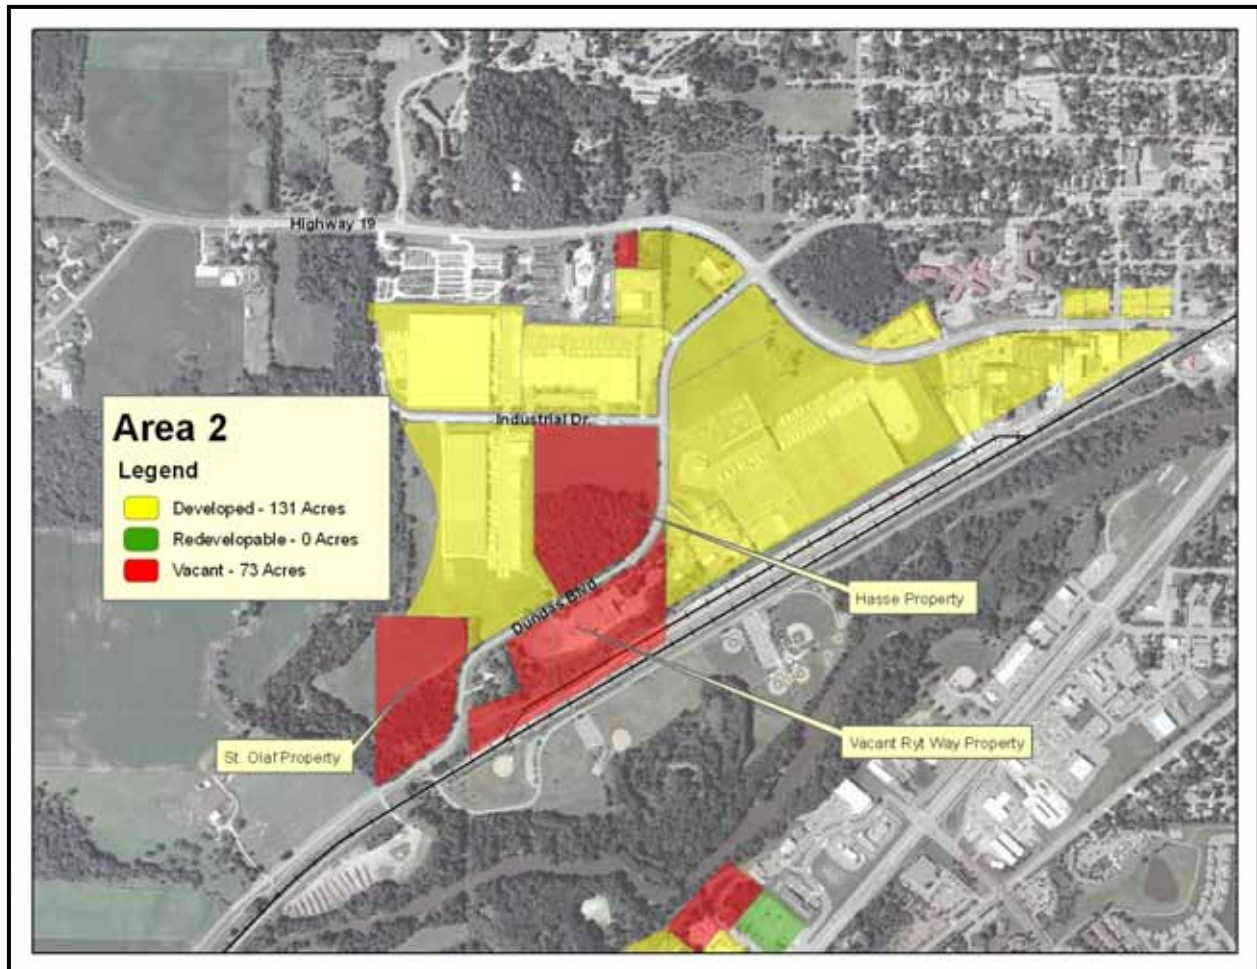 Highway 19
Area 2
Legend
Developed - 131 Acres
Redevelopable - 0 Acres
Vacant - 73 Acres
Industrial Dr.
Dundas Blvd
Hasse Property
Vacant Ryt Way Property
St. Olaf Property